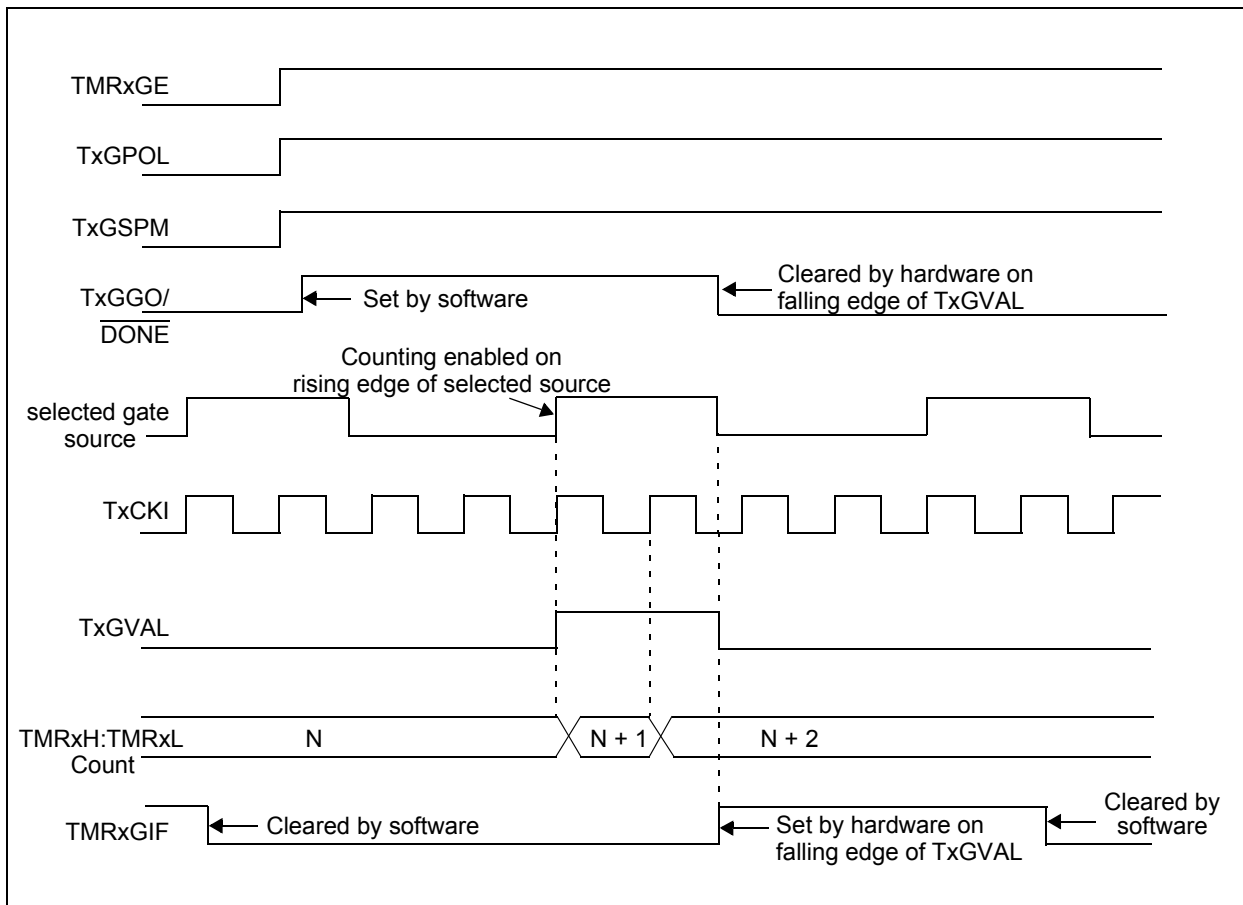 TMRxGE
TxGPOL
TxGSPM
TxGGO/
DONE
Set by software
Cleared by hardware on
falling edge of TxGVAL
Counting enabled on
rising edge of selected source
selected gate
source
TxCKI
TxGVAL
TMRxH:TMRxL
Count
N
N + 1
N + 2
TMRxGIF
Cleared by software
Set by hardware on
falling edge of TxGVAL
Cleared by
software